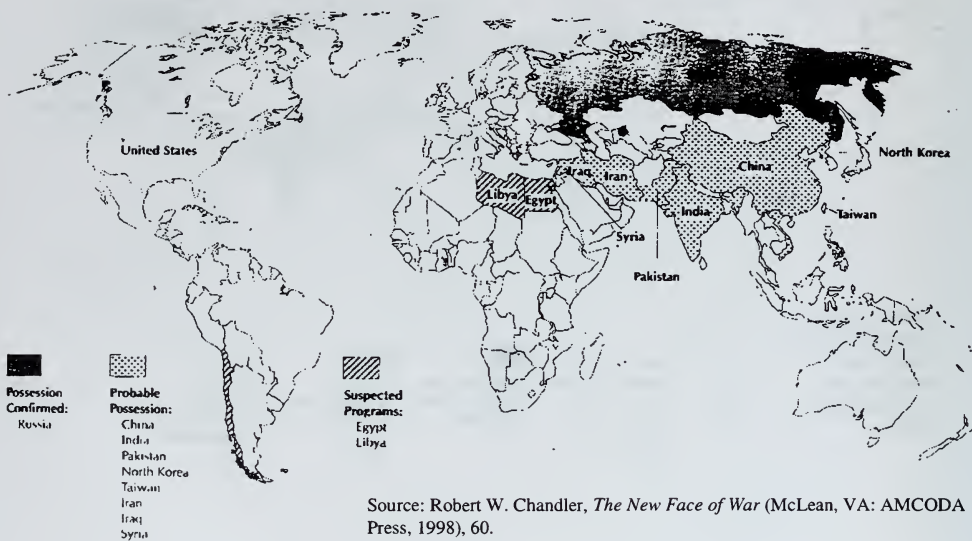 United States
North Korea
China
Iraq
Iran
Libya
Egypt
India
Taiwan
Syria
Pakistan
Possession
Confirmed:
Russia
Probable
Possession:
China
India
Pakistan
North Korea
Taiwan
Iran
Iraq
Syria
Suspected
Programs:
Egypt
Libya
Source: Robert W. Chandler, The New Face of War (McLean, VA: AMCODA
Press, 1998), 60.